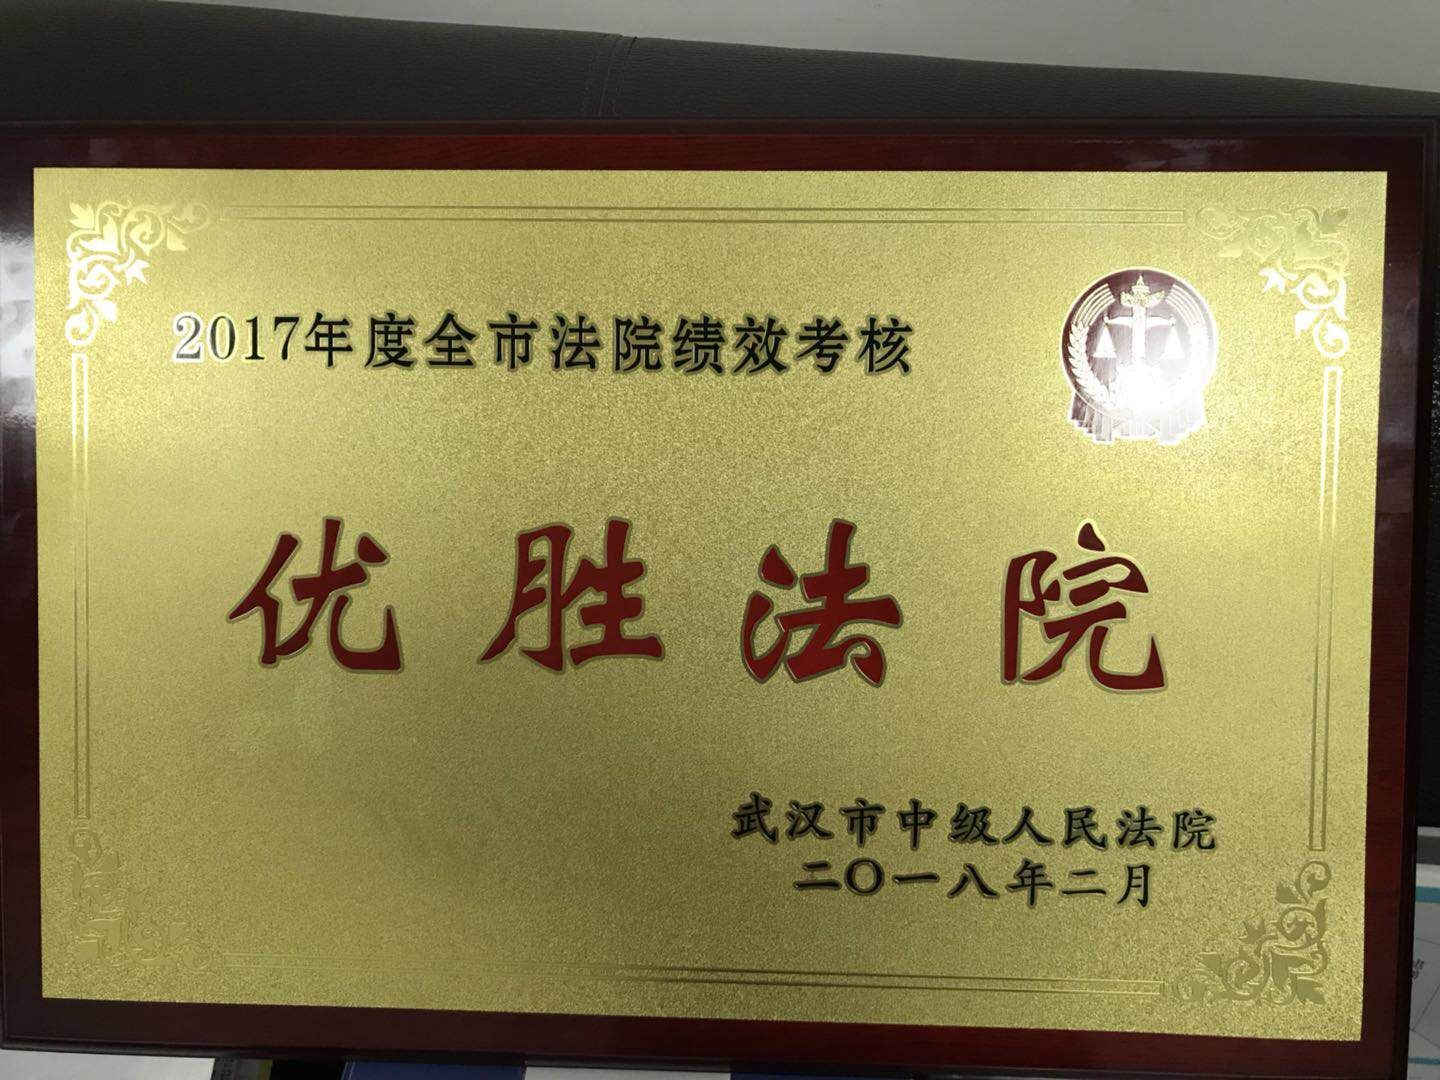 2017年度全市法院绩效考核
优胜法院
武汉市中级人民法院
二〇一八年二月